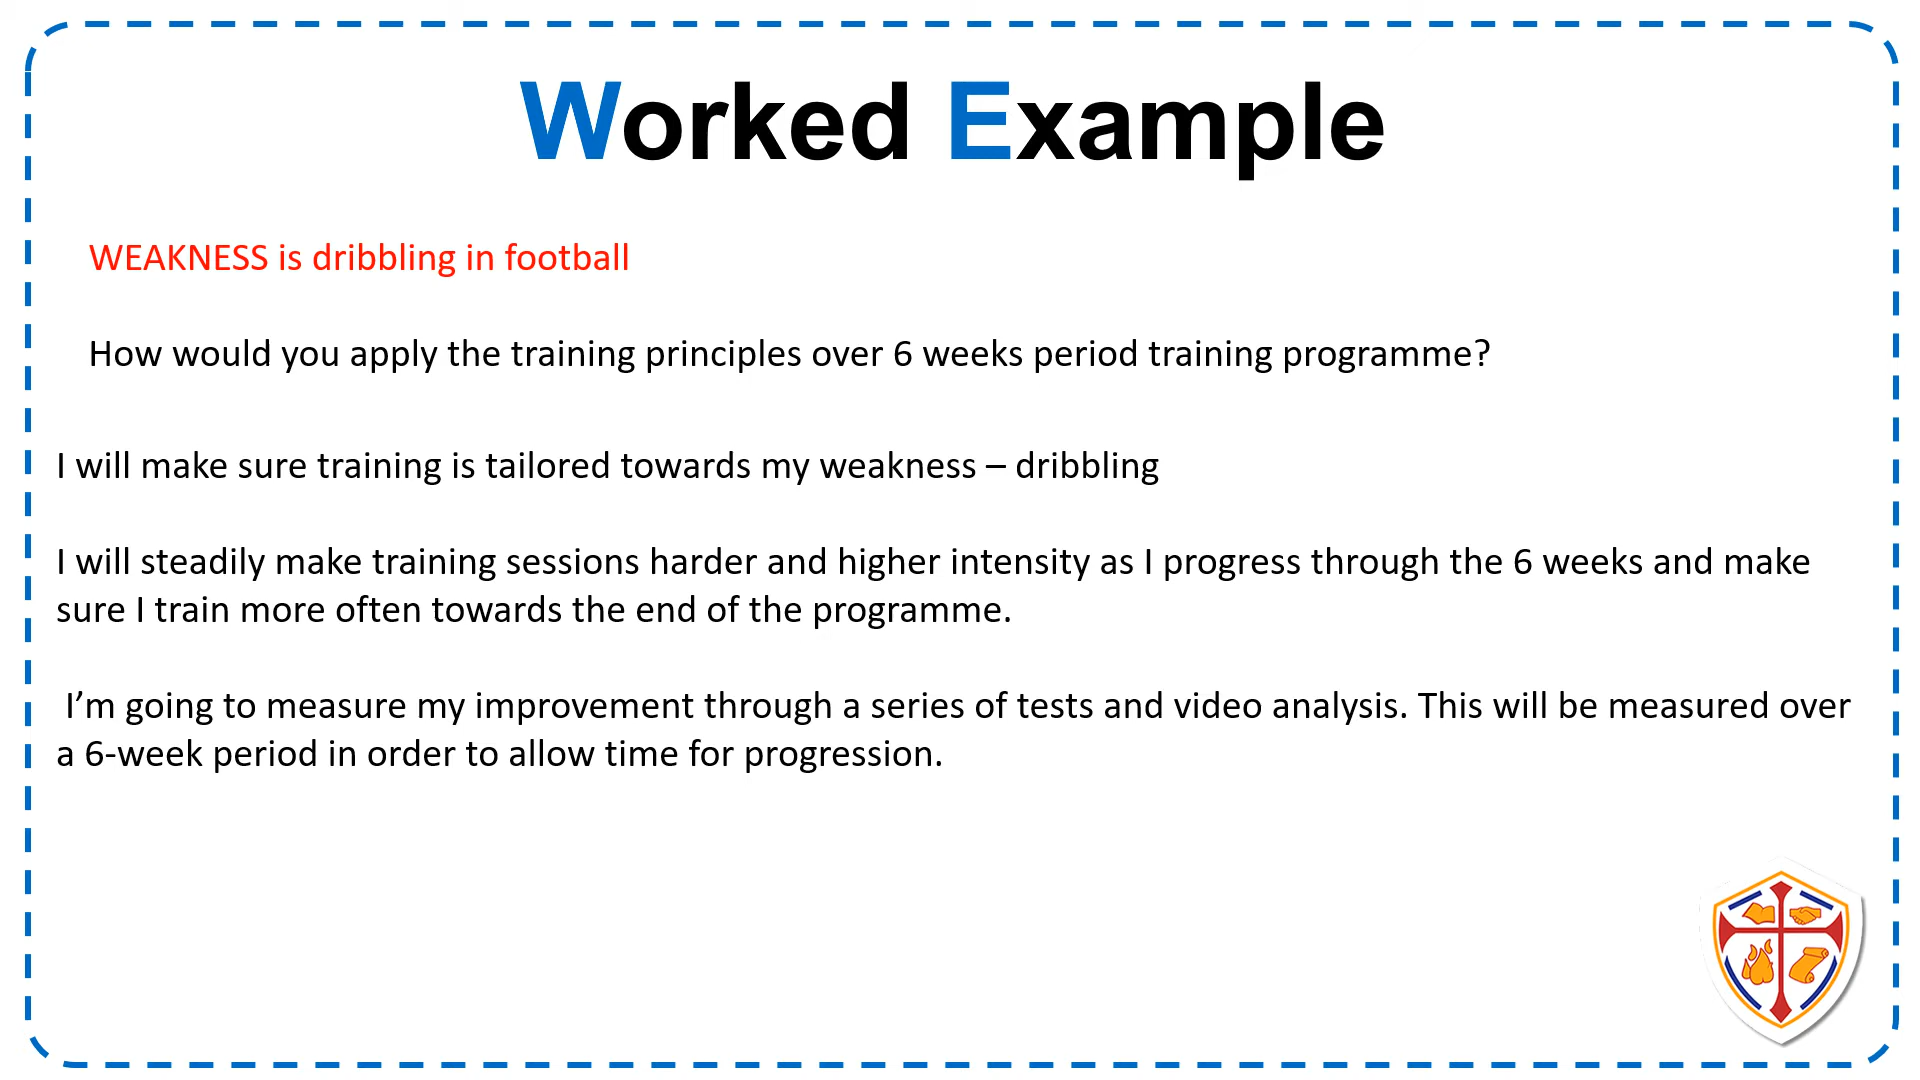 Worked Example
WEAKNESS is dribbling in football
How would you apply the training principles over 6 weeks period training programme?
I will make sure training is tailored towards my weakness – dribbling
I will steadily make training sessions harder and higher intensity as I progress through the 6 weeks and make
sure I train more often towards the end of the programme.
I’m going to measure my improvement through a series of tests and video analysis. This will be measured over
a 6-week period in order to allow time for progression.